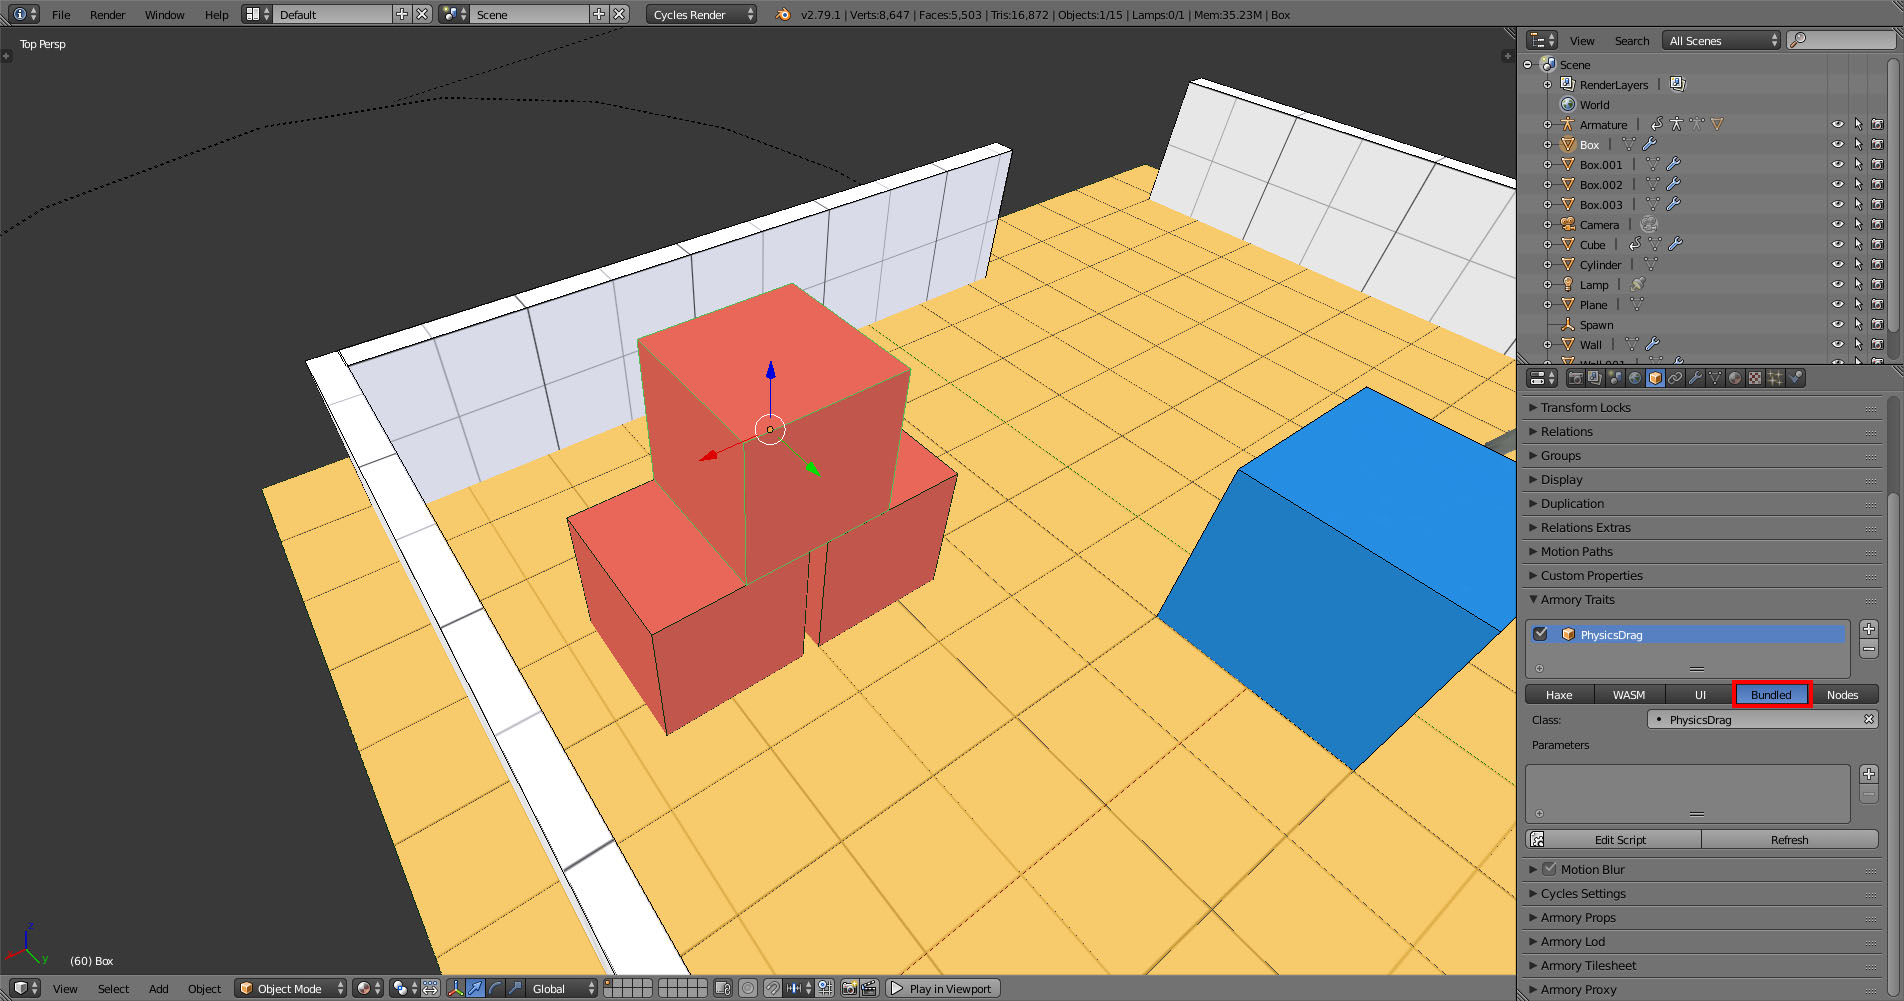 File Render Window Help Default Scene Cycles Render v2.79.1 | Verts:8,647 | Faces:5,503 | Tris:16,872 | Objects:1/15 | Lamps:0/1 | Mem:35.23M | Box
Top Persp
View Search All Scenes
Scene
RenderLayers
World
Armature
Box
Box.001
Box.002
Box.003
Camera
Cube
Cylinder
Lamp
Plane
Spawn
Wall
Wall.001
Transform Locks
Relations
Groups
Display
Duplication
Relations Extras
Motion Paths
Custom Properties
Armory Traits
PhysicsDrag
Haxe WASM UI Bundled Nodes
Class: PhysicsDrag
Parameters
Edit Script Refresh
Motion Blur
Cycles Settings
Armory Props
Armory Lod
Armory Tilesheet
Armory Proxy
z
y
(60) Box
View Select Add Object Object Mode Global Play in Viewport